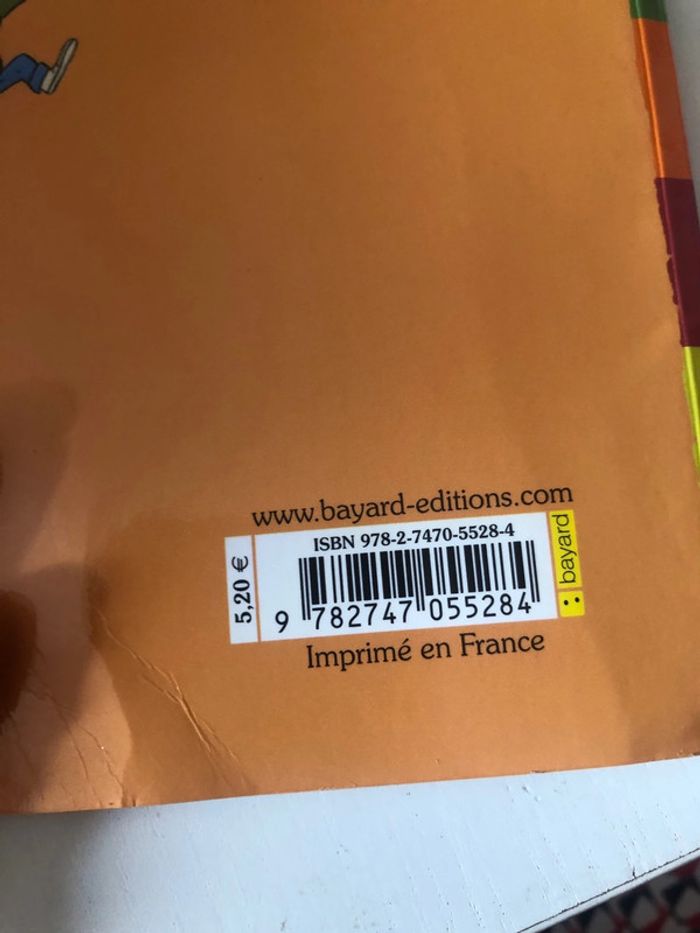 www.bayard-editions.com
ISBN 978-2-7470-5528-4
5,20 €
9 782747 055284
bayard
Imprimé en France